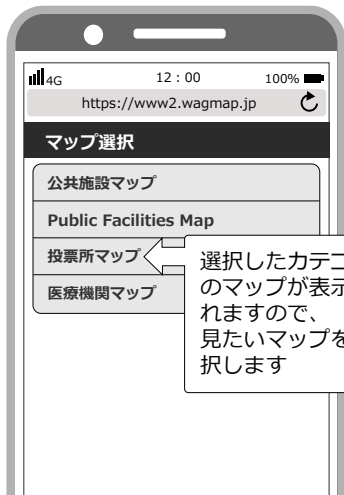 4G 12：00 100%
https://www2.wagmap.jp
マップ選択
公共施設マップ
Public Facilities Map
投票所マップ
医療機関マップ
選択したカテゴ
のマップが表示
れますので、
見たいマップを
択します